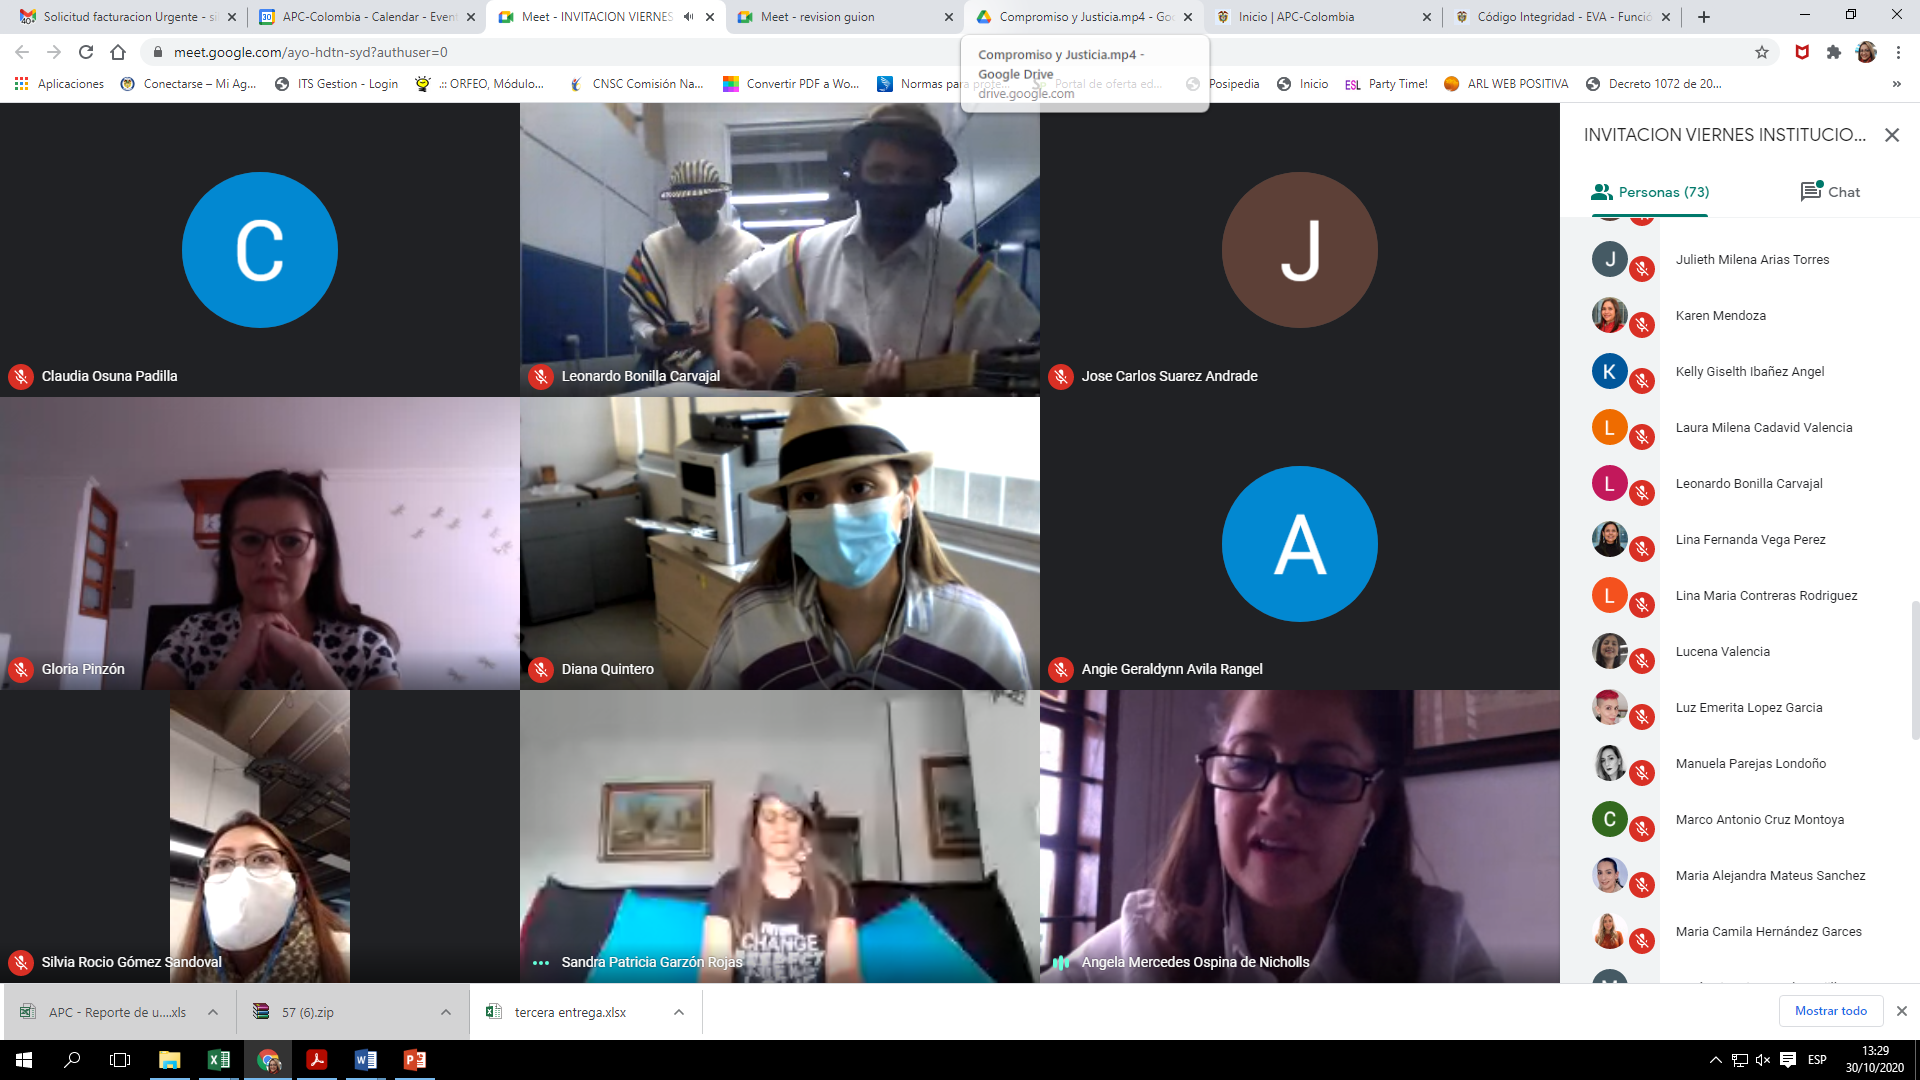 Solicitud facturacion Urgente - s
APC-Colombia - Calendar - Event
Meet - INVITACION VIERNES
Meet - revision guion
Compromiso y Justicia.mp4 - Goo
Inicio | APC-Colombia
Código Integridad - EVA - Funció
meet.google.com/ayo-hdtn-syd?authuser=0
Compromiso y Justicia.mp4 -
Google Drive
drive.google.com
Aplicaciones
Conectarse – Mi Ag...
ITS Gestion - Login
.:: ORFEO, Módulo...
CNSC Comisión Na...
Convertir PDF a Wo...
Normas para prote...
Portal de oferta ed...
Posipedia
Inicio
ESL Party Time!
ARL WEB POSITIVA
Decreto 1072 de 20...
»
C
Claudia Osuna Padilla
Leonardo Bonilla Carvajal
J
Jose Carlos Suarez Andrade
Gloria Pinzón
Diana Quintero
A
Angie Geraldynn Avila Rangel
Silvia Rocio Gómez Sandoval
CHANGE
Sandra Patricia Garzón Rojas
Angela Mercedes Ospina de Nicholls
INVITACION VIERNES INSTITUCIO...
Personas (73)
Chat
J Julieth Milena Arias Torres
Karen Mendoza
K Kelly Giselth Ibañez Angel
L Laura Milena Cadavid Valencia
L Leonardo Bonilla Carvajal
Lina Fernanda Vega Perez
L Lina Maria Contreras Rodriguez
Lucena Valencia
Luz Emerita Lopez Garcia
Manuela Parejas Londoño
C Marco Antonio Cruz Montoya
Maria Alejandra Mateus Sanchez
Maria Camila Hernández Garces
APC - Reporte de u....xls
57 (6).zip
tercera entrega.xlsx
Mostrar todo
ESP
13:29
30/10/2020